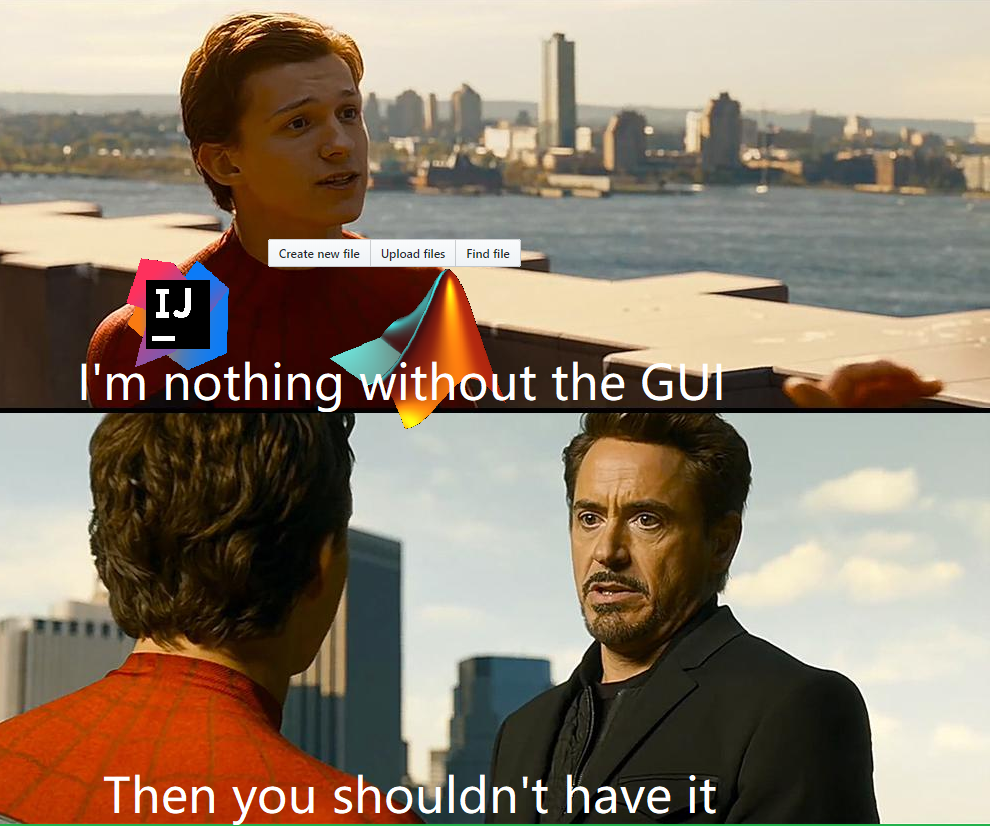 Create new file Upload files Find file
IJ
I'm nothing without the GUI
Then you shouldn't have it